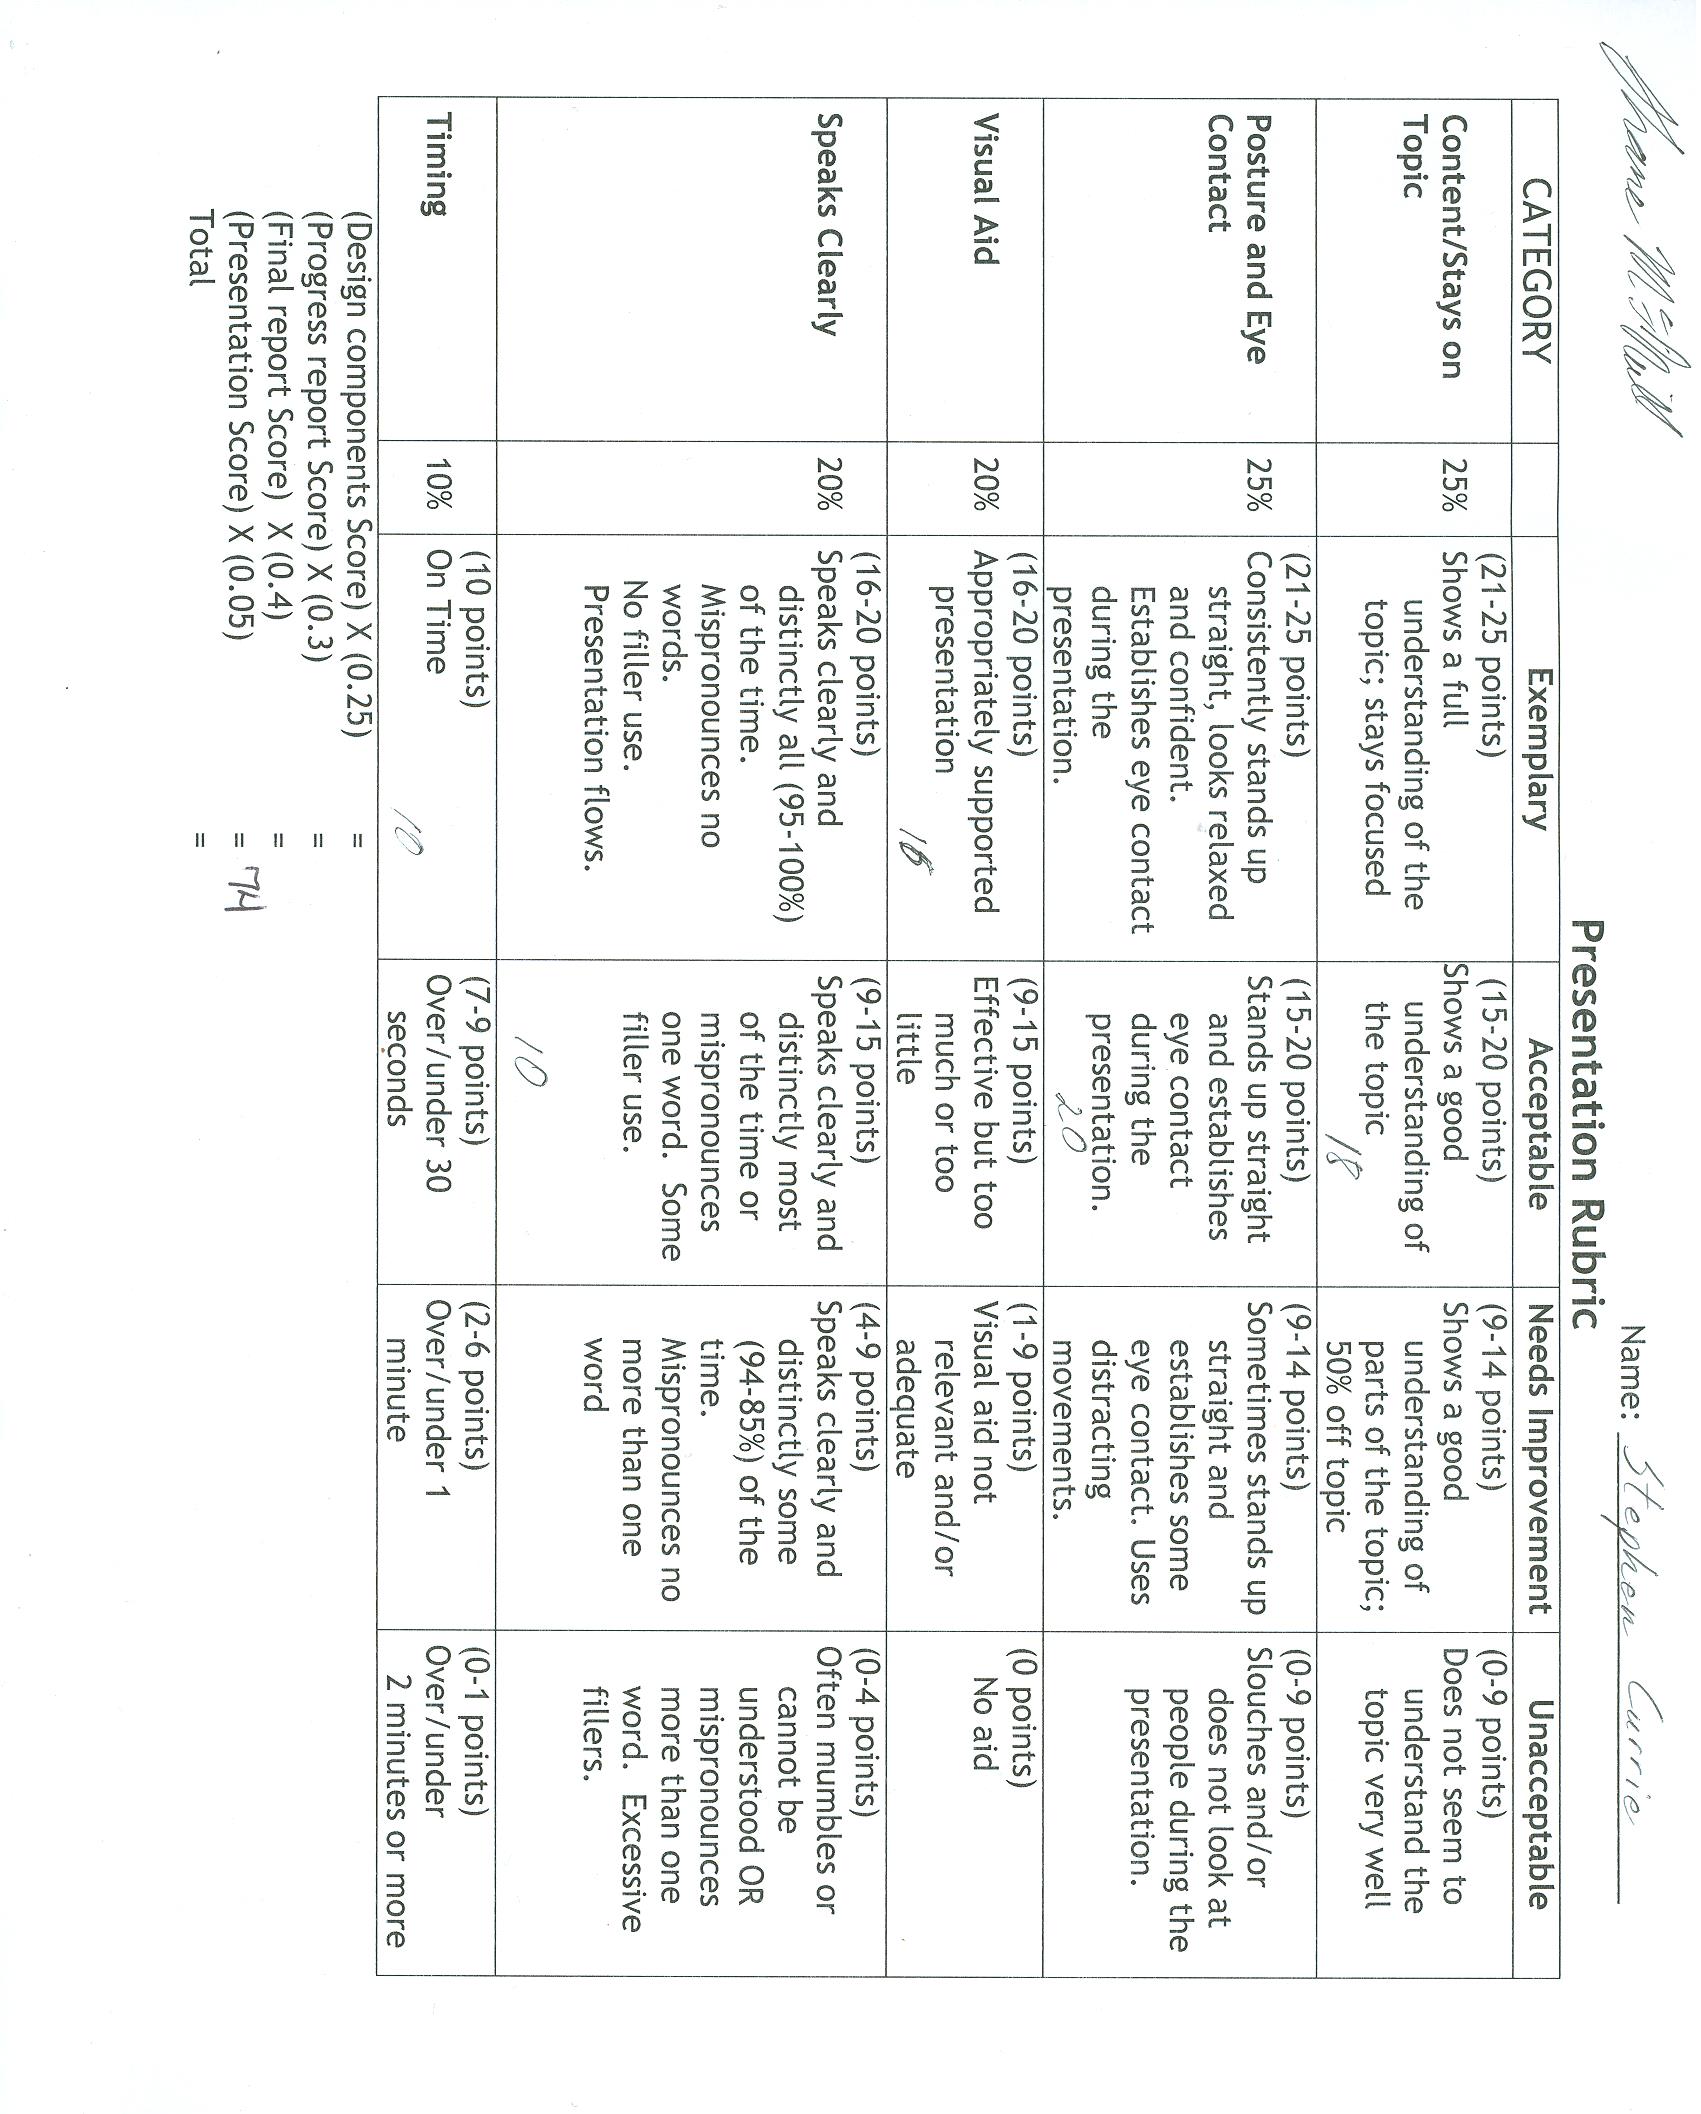 Shane McNeill
Name: Stephen Currie
Presentation Rubric
CATEGORY
Exemplary
Acceptable
Needs Improvement
Unacceptable
Content/Stays on
Topic
25%
(21-25 points)
Shows a full
understanding of the
topic; stays focused
(15-20 points)
Shows a good
understanding of
the topic
18
(9-14 points)
Shows a good
understanding of
parts of the topic;
50% off topic
(0-9 points)
Does not seem to
understand the
topic very well
Posture and Eye
Contact
25%
(21-25 points)
Consistently stands up
straight, looks relaxed
and confident.
Establishes eye contact
during the
presentation.
(15-20 points)
Stands up straight
and establishes
eye contact
during the
presentation.
20
(9-14 points)
Sometimes stands up
straight and
establishes some
eye contact. Uses
distracting
movements.
(0-9 points)
Slouches and/or
does not look at
people during the
presentation.
Visual Aid
20%
(16-20 points)
Appropriately supported
presentation
16
(9-15 points)
Effective but too
much or too
little
(1-9 points)
Visual aid not
relevant and/or
adequate
(0 points)
No aid
Speaks Clearly
20%
(16-20 points)
Speaks clearly and
distinctly all (95-100%)
of the time.
Mispronounces no
words.
No filler use.
Presentation flows.
(9-15 points)
Speaks clearly and
distinctly most
of the time or
mispronounces
one word. Some
filler use.
10
(4-9 points)
Speaks clearly and
distinctly some
(94-85%) of the
time.
Mispronounces no
more than one
word
(0-4 points)
Often mumbles or
cannot be
understood OR
mispronounces
more than one
word. Excessive
fillers.
Timing
10%
(10 points)
On Time
10
(7-9 points)
Over/under 30
seconds
(2-6 points)
Over/under 1
minute
(0-1 points)
Over/under
2 minutes or more
(Design components Score) X (0.25) =
(Progress report Score) X (0.3) =
(Final report Score) X (0.4) =
(Presentation Score) X (0.05) = 74
Total =